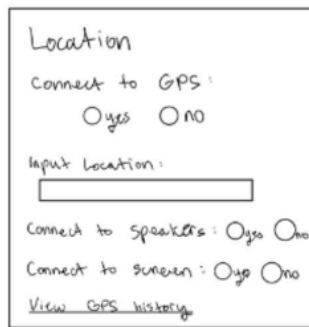 Location
Connect to GPS:
yes no
Input Location:
Connect to speakers: yes no
Connect to screen: yes no
View GPS history